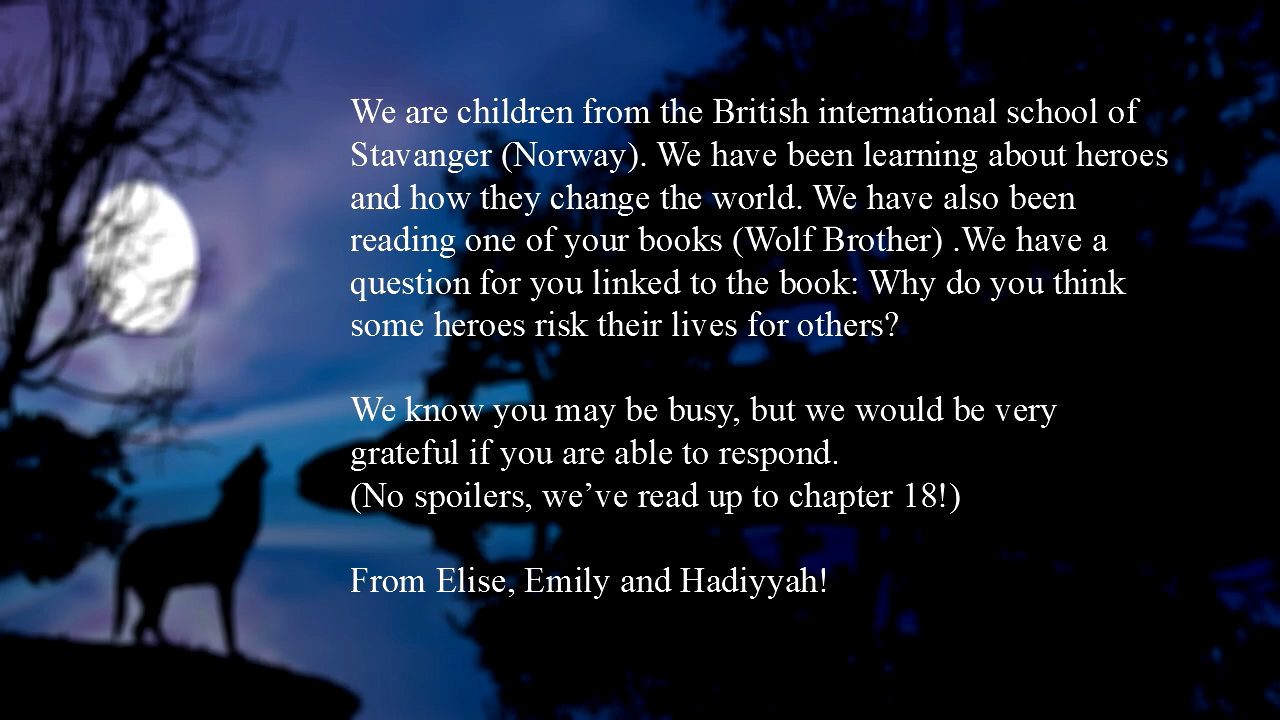 We are children from the British international school of
Stavanger (Norway). We have been learning about heroes
and how they change the world. We have also been
reading one of your books (Wolf Brother) .We have a
question for you linked to the book: Why do you think
some heroes risk their lives for others?
We know you may be busy, but we would be very
grateful if you are able to respond.
(No spoilers, we’ve read up to chapter 18!)
From Elise, Emily and Hadiyyah!